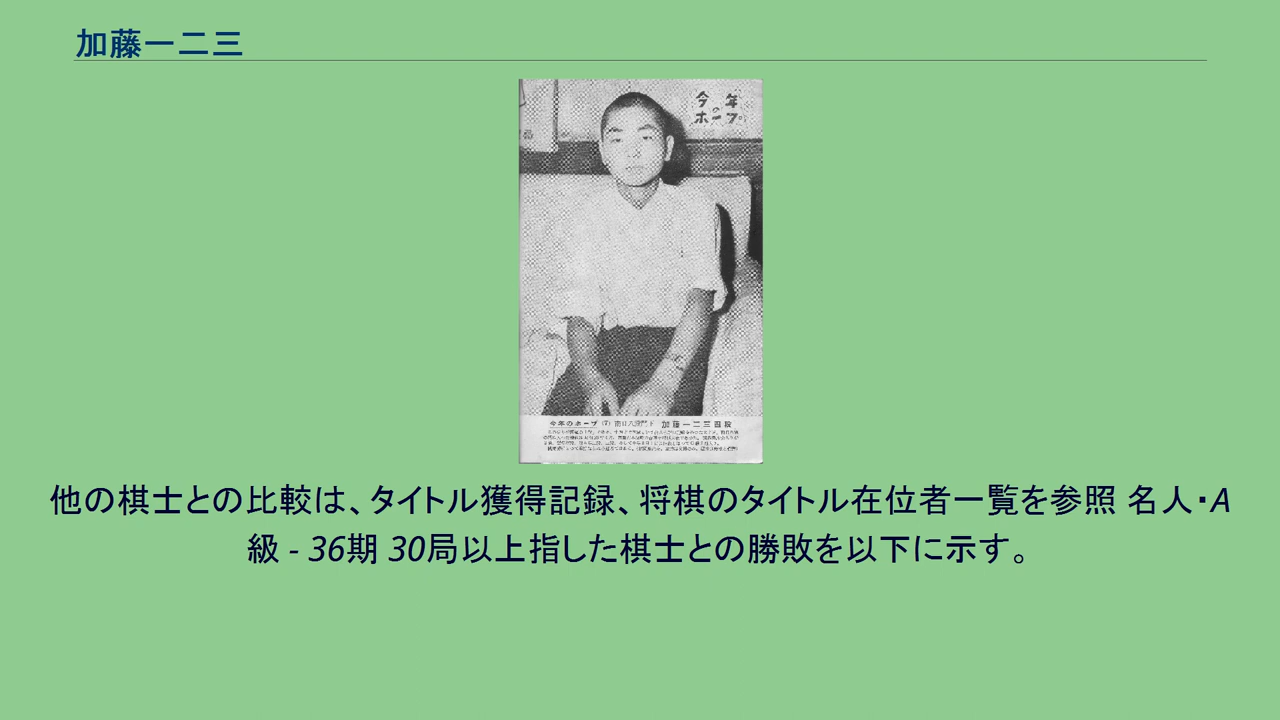 加藤一二三
今年の
ホープ
今年のホープ (7) 加藤一二三四段
他の棋士との比較は、タイトル獲得記録、将棋のタイトル在位者一覧を参照 名人・A
級 - 36期 30局以上指した棋士との勝敗を以下に示す。